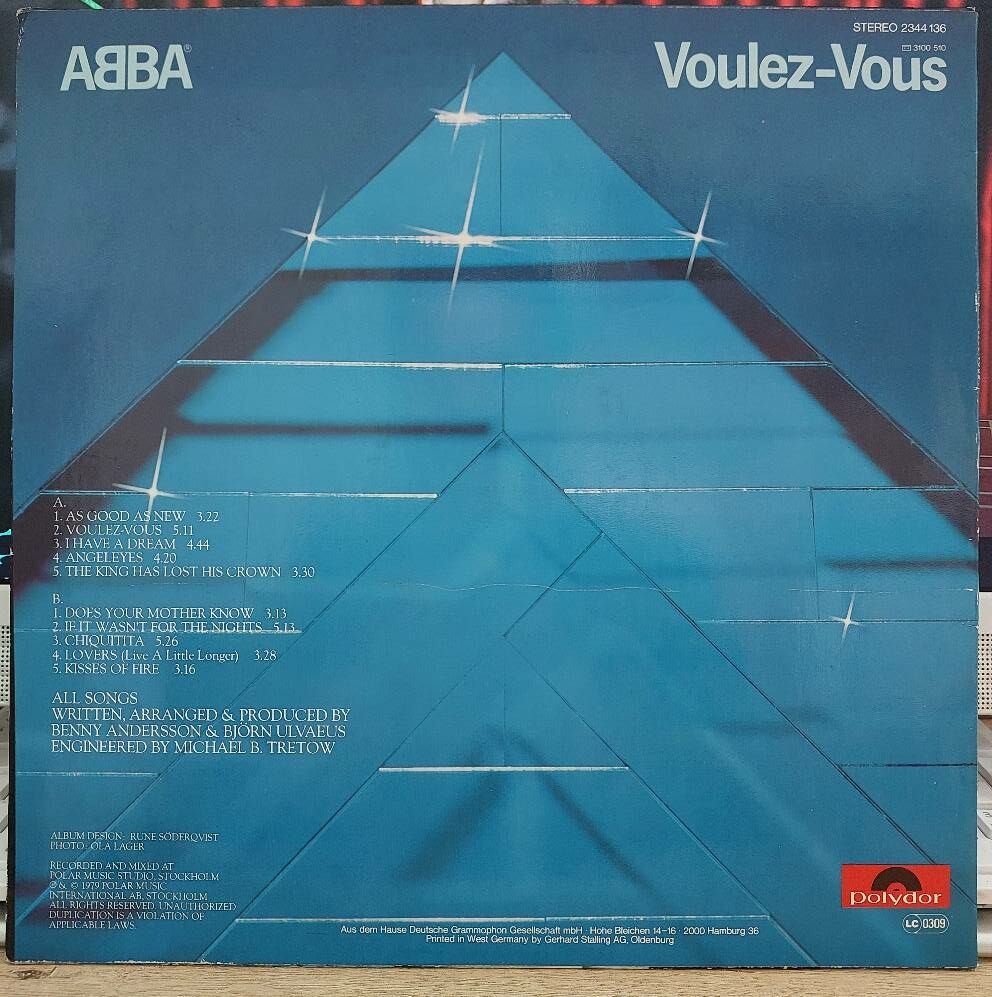 STEREO 2344 136
3100 510
ABBA®
Voulez-Vous
A.
1. AS GOOD AS NEW 3.22
2. VOULEZ-VOUS 5.11
3. I HAVE A DREAM 4.44
4. ANGELEYES 4.20
5. THE KING HAS LOST HIS CROWN 3.30
B.
1. DOES YOUR MOTHER KNOW 3.13
2. IF IT WASN'T FOR THE NIGHTS 5.13
3. CHIQUITITA 5.26
4. LOVERS (Live A Little Longer) 3.28
5. KISSES OF FIRE 3.16
ALL SONGS
WRITTEN, ARRANGED & PRODUCED BY
BENNY ANDERSSON & BJÖRN ULVAEUS
ENGINEERED BY MICHAEL B. TRETOW
ALBUM DESIGN: RUNE SÖDERQVIST
PHOTO: OLA LAGER
RECORDED AND MIXED AT
POLAR MUSIC STUDIO, STOCKHOLM
℗ & © 1979 POLAR MUSIC
INTERNATIONAL AB, STOCKHOLM
ALL RIGHTS RESERVED. UNAUTHORIZED
DUPLICATION IS A VIOLATION OF
APPLICABLE LAWS.
polydor
LC 0309
Aus dem Hause Deutsche Grammophon Gesellschaft mbH · Hohe Bleichen 14-16 · 2000 Hamburg 36
Printed in West Germany by Gerhard Stalling AG, Oldenburg